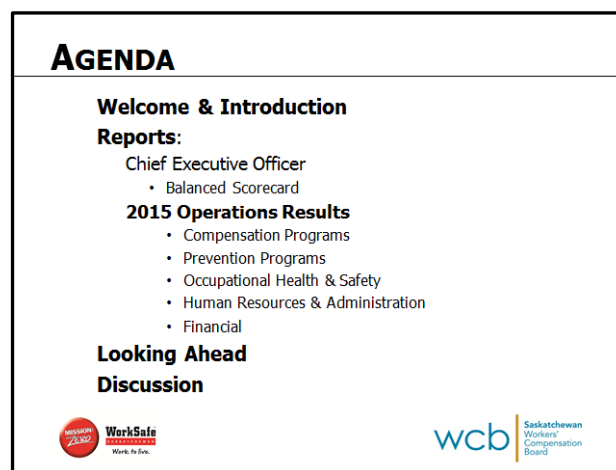 AGENDA
Welcome & Introduction
Reports:
Chief Executive Officer
• Balanced Scorecard
2015 Operations Results
• Compensation Programs
• Prevention Programs
• Occupational Health & Safety
• Human Resources & Administration
• Financial
Looking Ahead
Discussion
MISSION: ZERO
WorkSafe
SASKATCHEWAN
Work to live.
wcb
Saskatchewan
Workers'
Compensation
Board